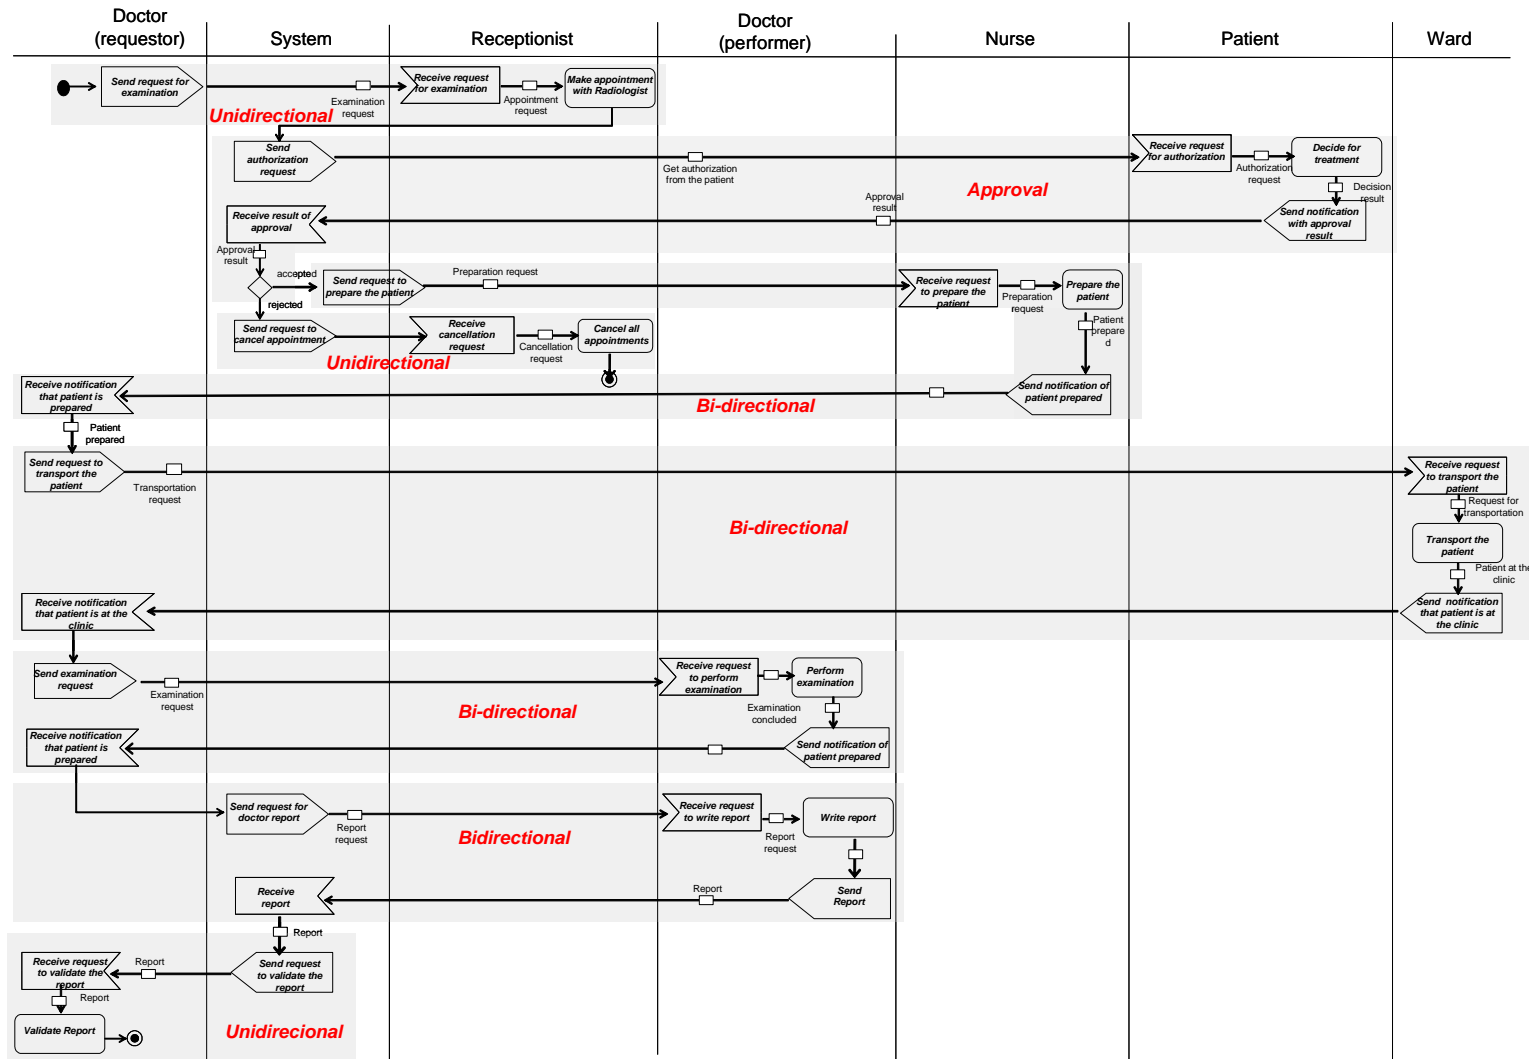 Doctor
(requestor)
System
Receptionist
Doctor
(performer)
Nurse
Patient
Ward
Send request for
examination
Examination
request
Receive request
for examination
Appointment
request
Make appointment
with Radiologist
Unidirectional
Send
authorization
request
Get authorization
from the patient
Receive request
for authorization
Authorization
request
Decide for
treatment
Approval
Decision
result
Receive result of
approval
Approval
result
Send notification
with approval
result
Approval
result
accepted
rejected
Send request to
prepare the patient
Preparation request
Receive request
to prepare the
patient
Preparation
request
Prepare the
patient
Patient
prepare
d
Send request to
cancel appointment
Receive
cancellation
request
Cancellation
request
Cancel all
appointments
Unidirectional
Receive notification
that patient is
prepared
Send notification of
patient prepared
Bi-directional
Patient
prepared
Send request to
transport the
patient
Transportation
request
Receive request
to transport the
patient
Request for
transportation
Bi-directional
Transport the
patient
Patient at the
clinic
Receive notification
that patient is at the
clinic
Send notification
that patient is at
the clinic
Send examination
request
Examination
request
Receive request
to perform
examination
Perform
examination
Examination
concluded
Bi-directional
Receive notification
that patient is
prepared
Send notification of
patient prepared
Send request for
doctor report
Report
request
Receive request
to write report
Report
request
Write report
Bidirectional
Receive
report
Report
Send
Report
Report
Receive request
to validate the
report
Report
Send request
to validate the
report
Report
Validate Report
Unidirecional